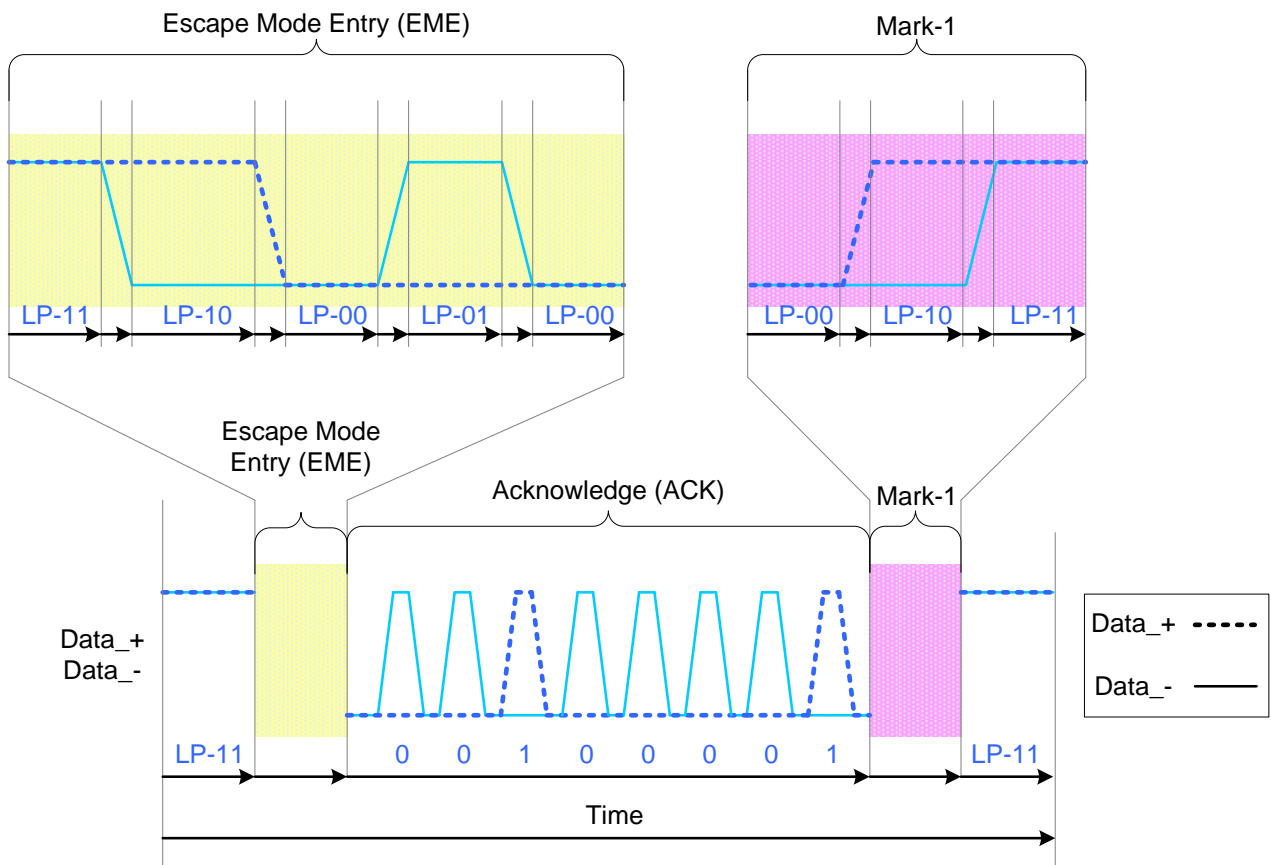 Escape Mode Entry (EME)
Mark-1
LP-11 LP-10 LP-00 LP-01 LP-00
LP-00 LP-10 LP-11
Escape Mode
Entry (EME)
Acknowledge (ACK)
Mark-1
Data_+
Data_-
Data_+
Data_-
LP-11 0 0 1 0 0 0 0 1 LP-11
Time